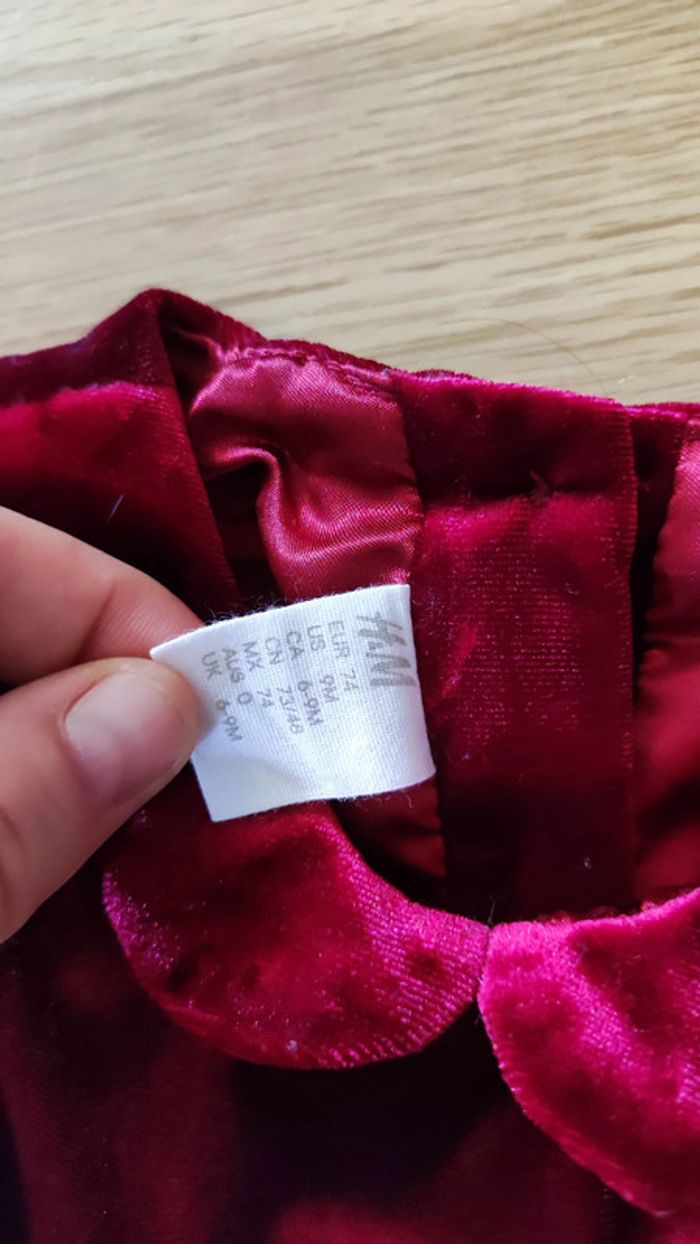 H&M
EUR 74
US 9M
CA 6-9M
CN 73/48
MX 74
AUS 0
UK 6-9M